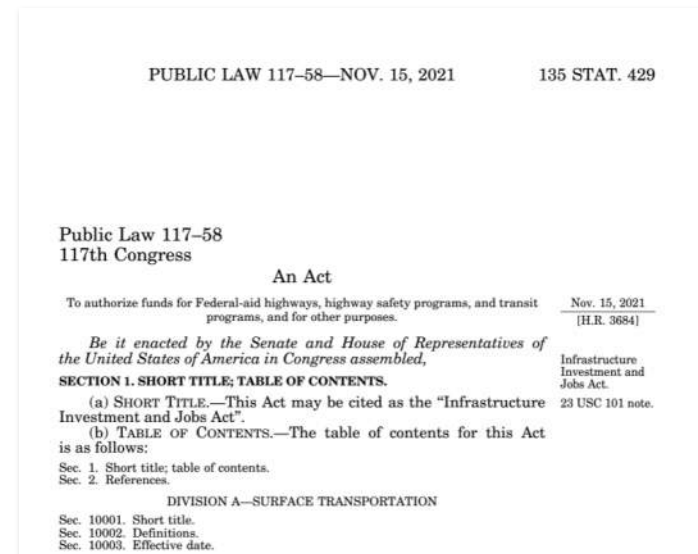 PUBLIC LAW 117–58—NOV. 15, 2021 135 STAT. 429
Public Law 117–58
117th Congress
An Act
To authorize funds for Federal-aid highways, highway safety programs, and transit
programs, and for other purposes.
Nov. 15, 2021
[H.R. 3684]
Be it enacted by the Senate and House of Representatives of
the United States of America in Congress assembled,
Infrastructure
Investment and
Jobs Act.
SECTION 1. SHORT TITLE; TABLE OF CONTENTS.
(a) SHORT TITLE.—This Act may be cited as the “Infrastructure
Investment and Jobs Act”.
23 USC 101 note.
(b) TABLE OF CONTENTS.—The table of contents for this Act
is as follows:
Sec. 1. Short title; table of contents.
Sec. 2. References.
DIVISION A—SURFACE TRANSPORTATION
Sec. 10001. Short title.
Sec. 10002. Definitions.
Sec. 10003. Effective date.